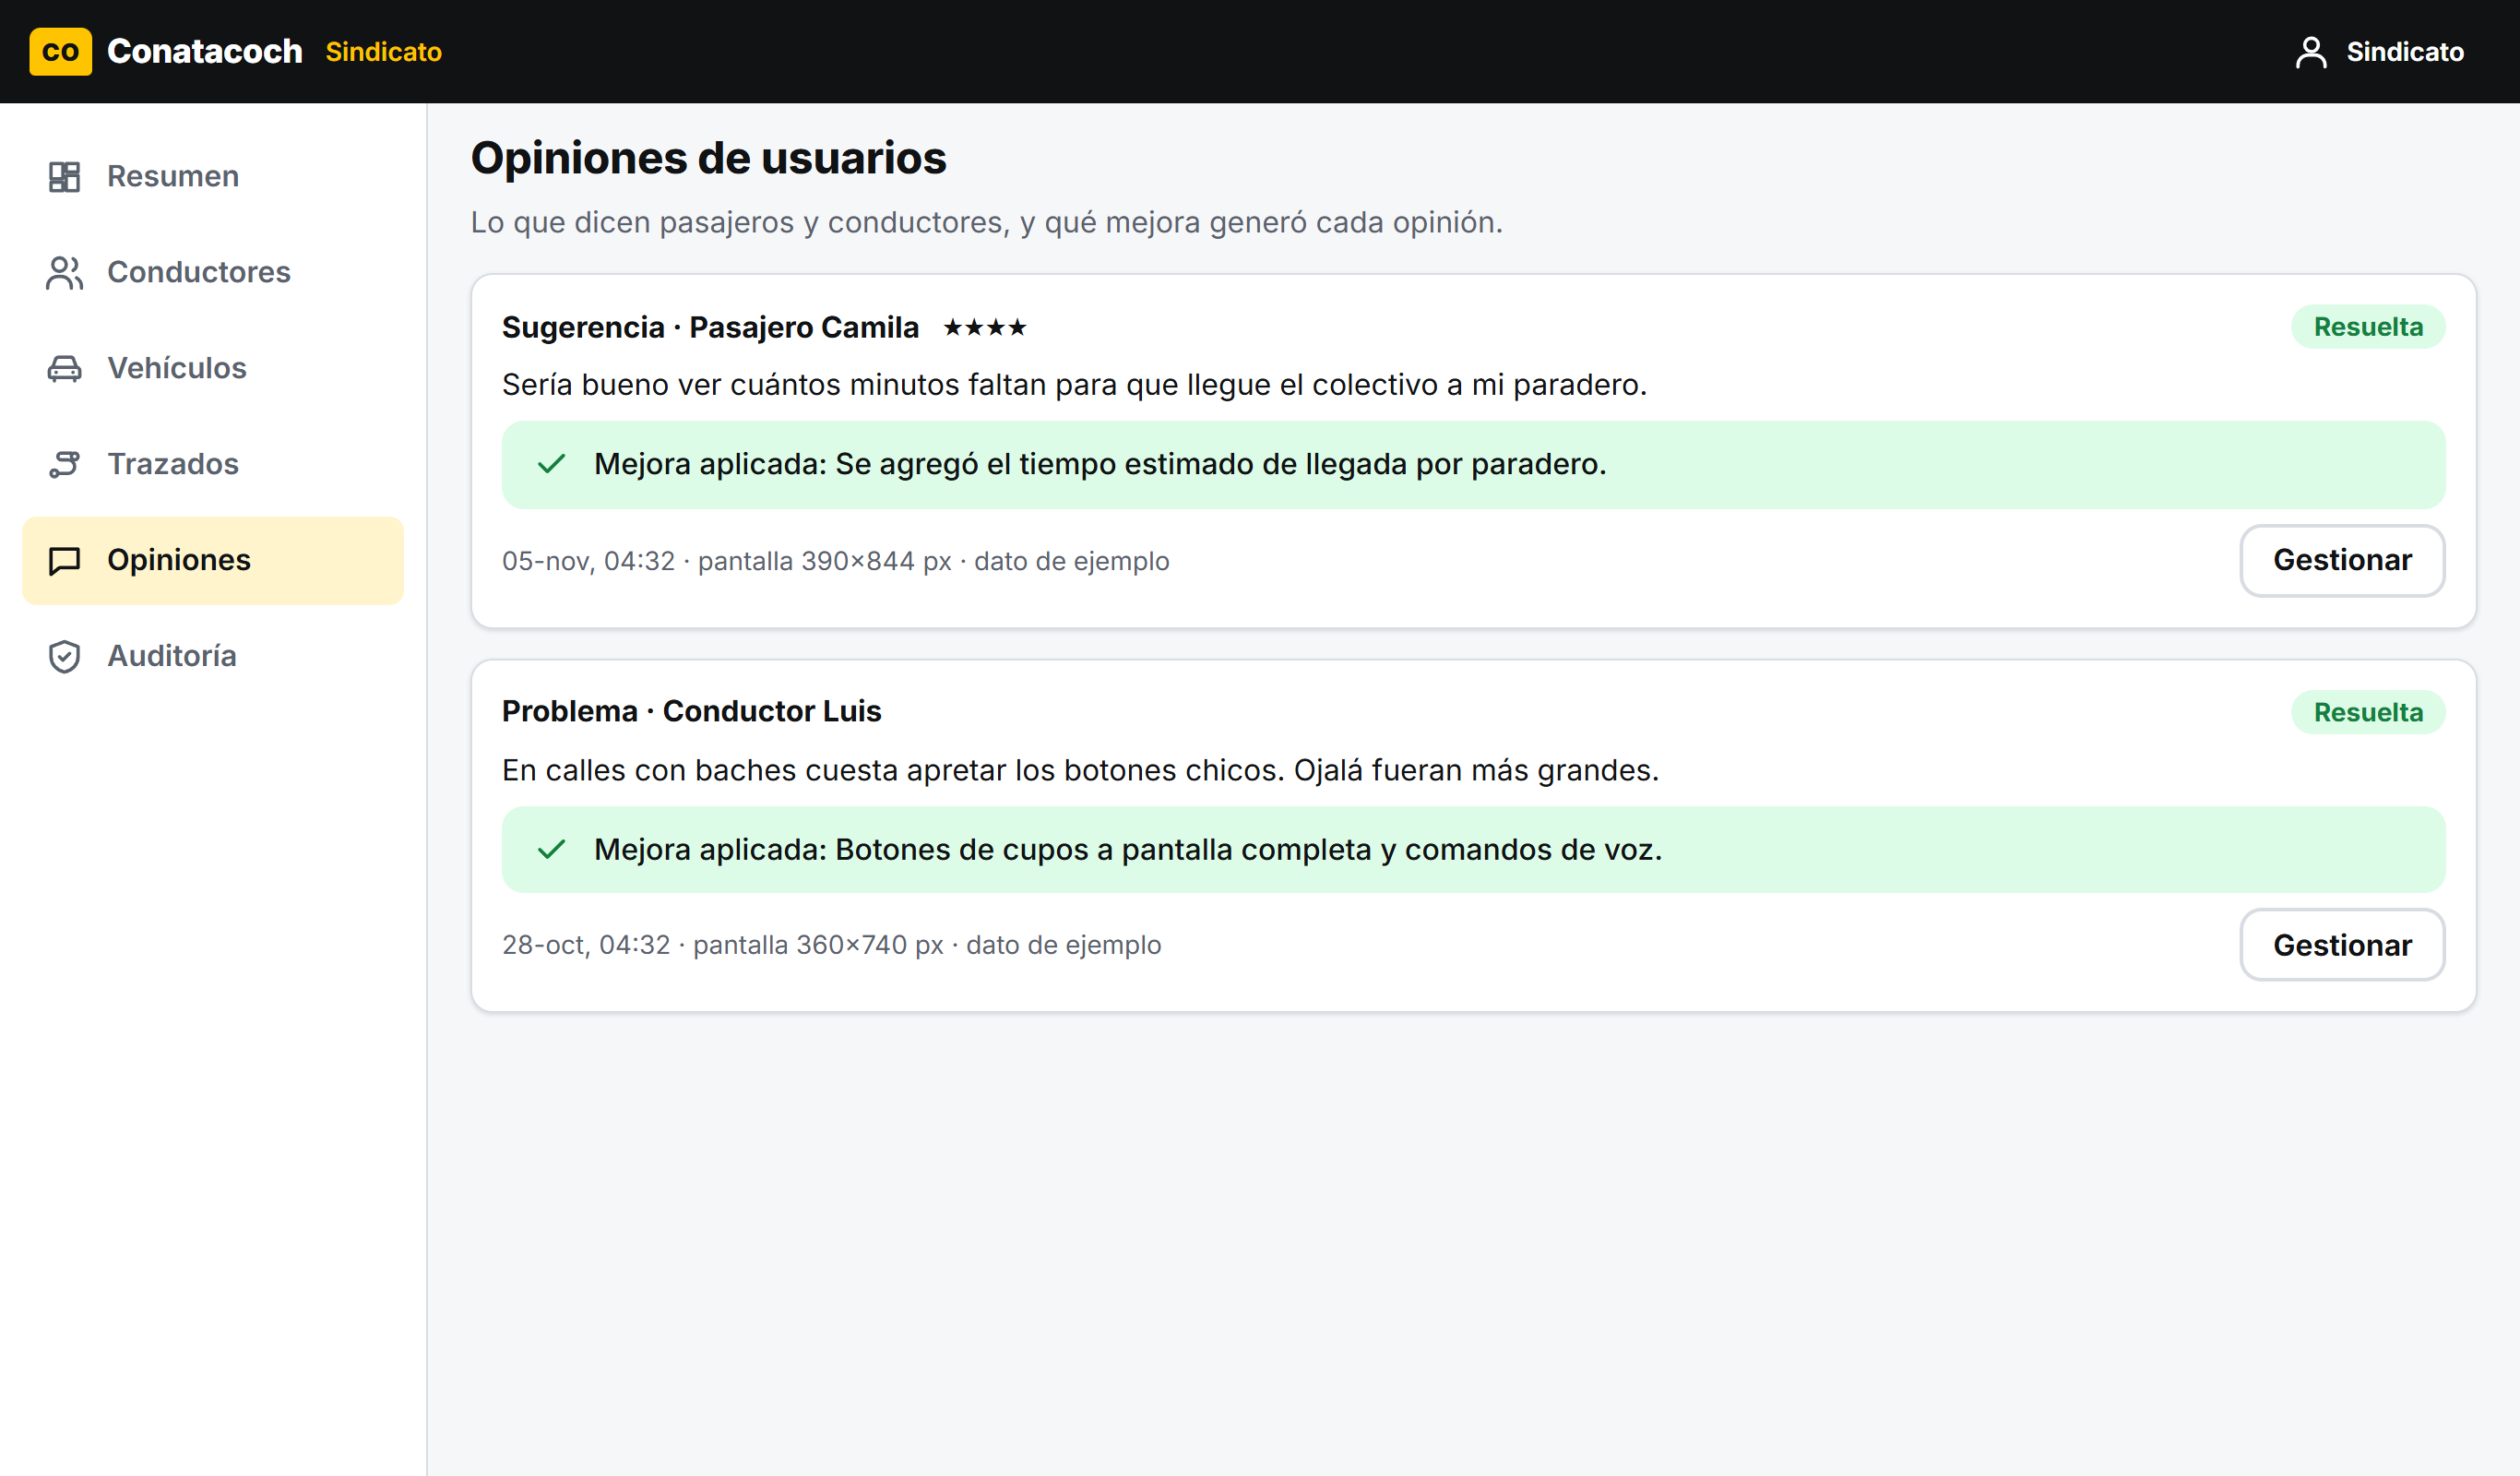 co Conatacoch Sindicato
Sindicato
Resumen
Conductores
Vehículos
Trazados
Opiniones
Auditoría
Opiniones de usuarios
Lo que dicen pasajeros y conductores, y qué mejora generó cada opinión.
Sugerencia · Pasajero Camila ★★★★
Resuelta
Sería bueno ver cuántos minutos faltan para que llegue el colectivo a mi paradero.
Mejora aplicada: Se agregó el tiempo estimado de llegada por paradero.
05-nov, 04:32 · pantalla 390×844 px · dato de ejemplo
Gestionar
Problema · Conductor Luis
Resuelta
En calles con baches cuesta apretar los botones chicos. Ojalá fueran más grandes.
Mejora aplicada: Botones de cupos a pantalla completa y comandos de voz.
28-oct, 04:32 · pantalla 360×740 px · dato de ejemplo
Gestionar